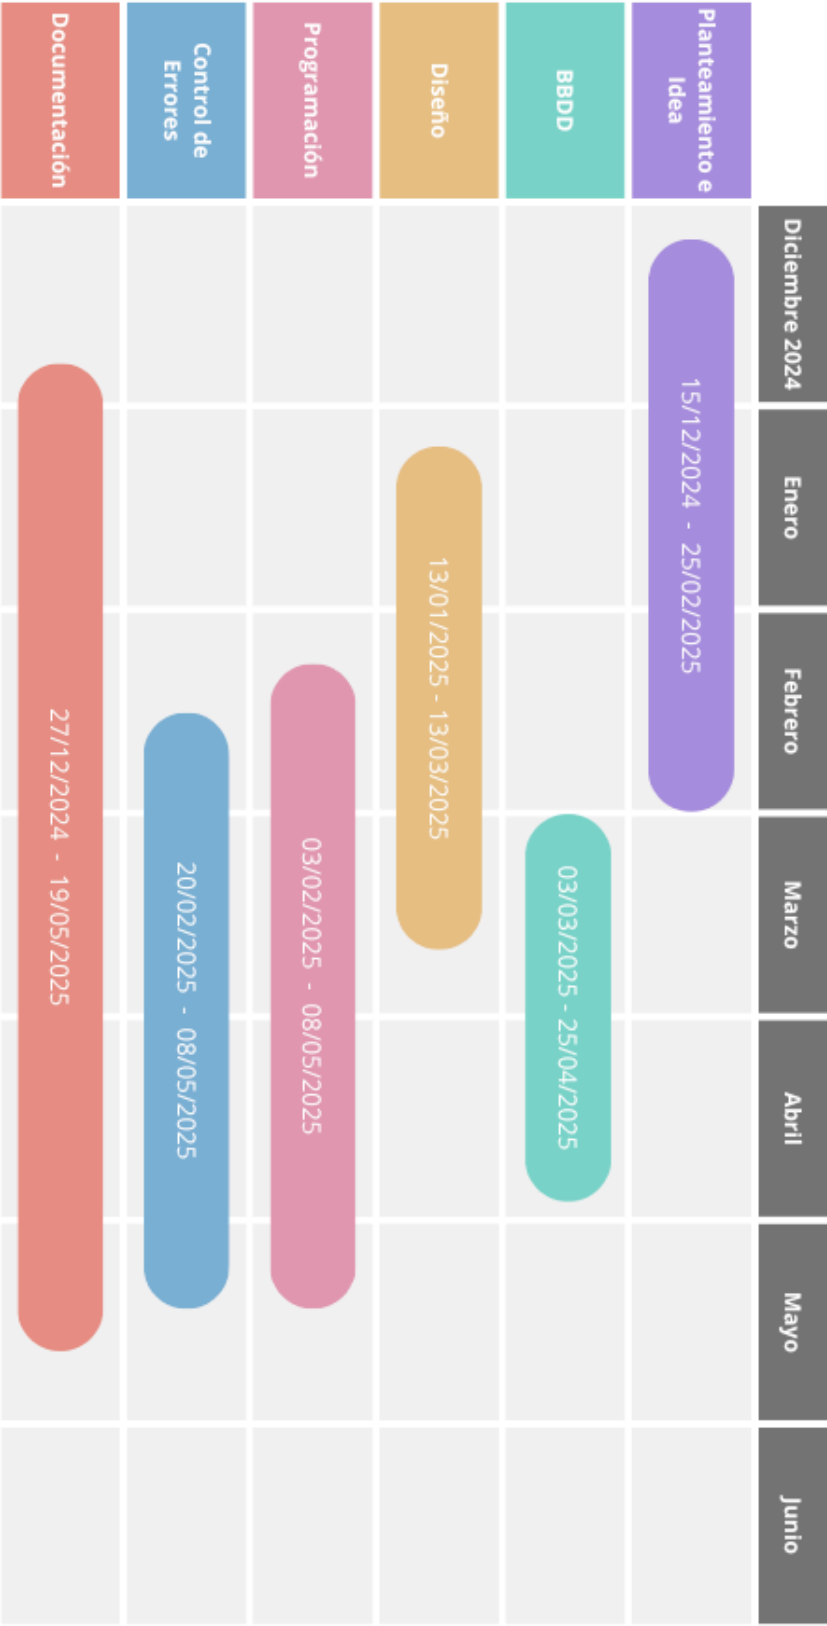 Diciembre 2024
Enero
Febrero
Marzo
Abril
Mayo
Junio
Planteamiento e
Idea
15/12/2024 - 25/02/2025
BBDD
03/03/2025 - 25/04/2025
Diseño
13/01/2025 - 13/03/2025
Programación
03/02/2025 - 08/05/2025
Control de
Errores
20/02/2025 - 08/05/2025
Documentación
27/12/2024 - 19/05/2025